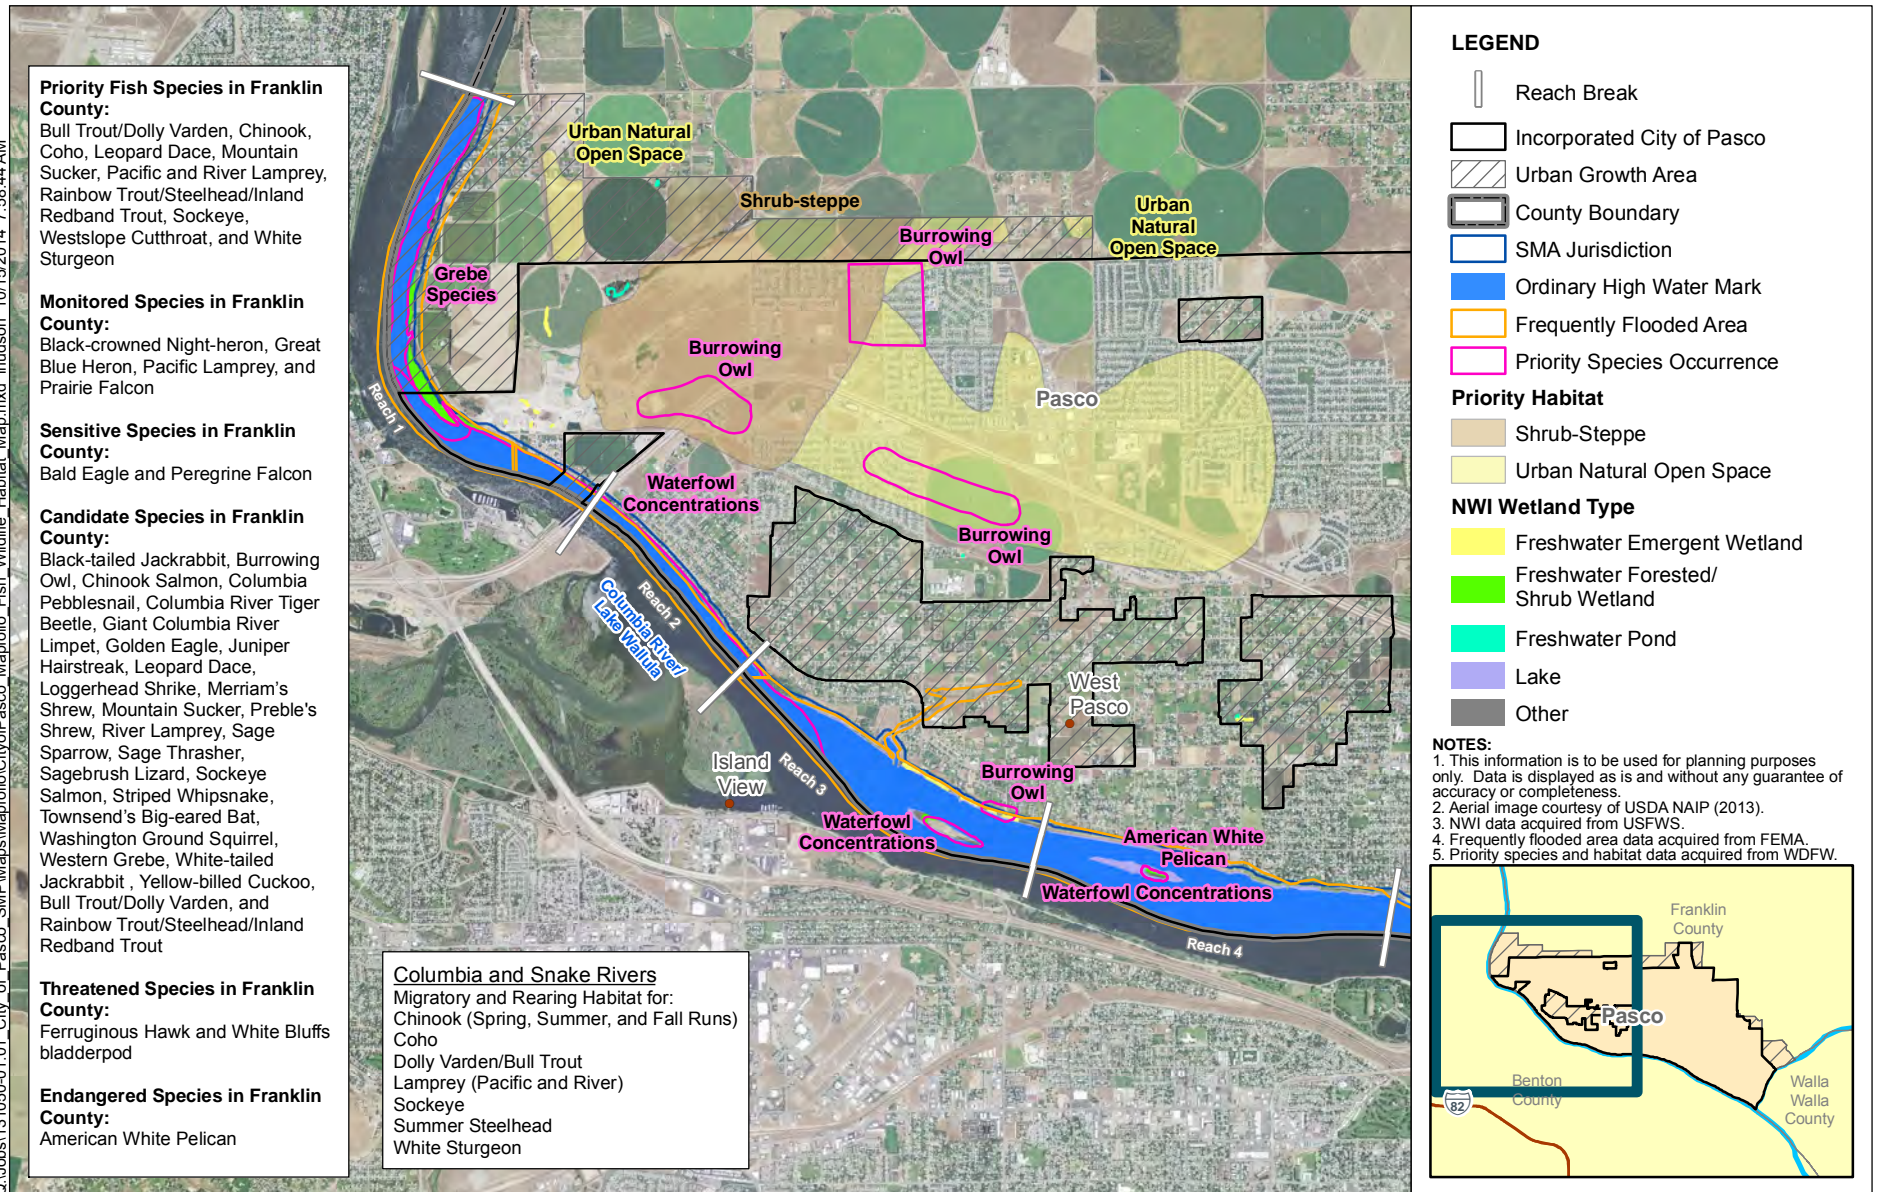 Q:\Jobs\131050-01.01_City_of_Pasco_SMP\Maps\Mapfolio\CityofPasco_Mapfolio_Fish_Wildlife_Habitat_Map.mxd 10/15/2014 7:58:44 AM
Priority Fish Species in Franklin
County:
Bull Trout/Dolly Varden, Chinook,
Coho, Leopard Dace, Mountain
Sucker, Pacific and River Lamprey,
Rainbow Trout/Steelhead/Inland
Redband Trout, Sockeye,
Westslope Cutthroat, and White
Sturgeon
Monitored Species in Franklin
County:
Black-crowned Night-heron, Great
Blue Heron, Pacific Lamprey, and
Prairie Falcon
Sensitive Species in Franklin
County:
Bald Eagle and Peregrine Falcon
Candidate Species in Franklin
County:
Black-tailed Jackrabbit, Burrowing
Owl, Chinook Salmon, Columbia
Pebblesnail, Columbia River Tiger
Beetle, Giant Columbia River
Limpet, Golden Eagle, Juniper
Hairstreak, Leopard Dace,
Loggerhead Shrike, Merriam's
Shrew, Mountain Sucker, Preble's
Shrew, River Lamprey, Sage
Sparrow, Sage Thrasher,
Sagebrush Lizard, Sockeye
Salmon, Striped Whipsnake,
Townsend's Big-eared Bat,
Washington Ground Squirrel,
Western Grebe, White-tailed
Jackrabbit , Yellow-billed Cuckoo,
Bull Trout/Dolly Varden, and
Rainbow Trout/Steelhead/Inland
Redband Trout
Threatened Species in Franklin
County:
Ferruginous Hawk and White Bluffs
bladderpod
Endangered Species in Franklin
County:
American White Pelican
Urban Natural
Open Space
Shrub-steppe
Urban
Natural
Open Space
Burrowing
Owl
Grebe
Species
Burrowing
Owl
Pasco
Reach 1
Waterfowl
Concentrations
Burrowing
Owl
Reach 2
Columbia River/
Lake Wallula
West
Pasco
Island
View
Reach 3
Burrowing
Owl
Waterfowl
Concentrations
American White
Pelican
Waterfowl Concentrations
Reach 4
Columbia and Snake Rivers
Migratory and Rearing Habitat for:
Chinook (Spring, Summer, and Fall Runs)
Coho
Dolly Varden/Bull Trout
Lamprey (Pacific and River)
Sockeye
Summer Steelhead
White Sturgeon
LEGEND
Reach Break
Incorporated City of Pasco
Urban Growth Area
County Boundary
SMA Jurisdiction
Ordinary High Water Mark
Frequently Flooded Area
Priority Species Occurrence
Priority Habitat
Shrub-Steppe
Urban Natural Open Space
NWI Wetland Type
Freshwater Emergent Wetland
Freshwater Forested/
Shrub Wetland
Freshwater Pond
Lake
Other
NOTES:
1. This information is to be used for planning purposes
only. Data is displayed as is and without any guarantee of
accuracy or completeness.
2. Aerial image courtesy of USDA NAIP (2013).
3. NWI data acquired from USFWS.
4. Frequently flooded area data acquired from FEMA.
5. Priority species and habitat data acquired from WDFW.
Franklin
County
Pasco
Benton
County
82
Walla
Walla
County